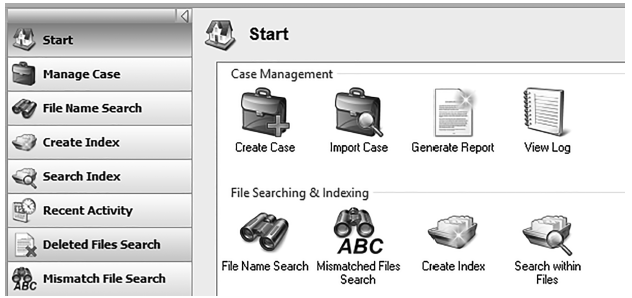 Start
Manage Case
File Name Search
Create Index
Search Index
Recent Activity
Deleted Files Search
ABC
Mismatch File Search
Start
Case Management
Create Case
Import Case
Generate Report
View Log
File Searching & Indexing
ABC
File Name Search
Mismatched Files
Search
Create Index
Search within
Files